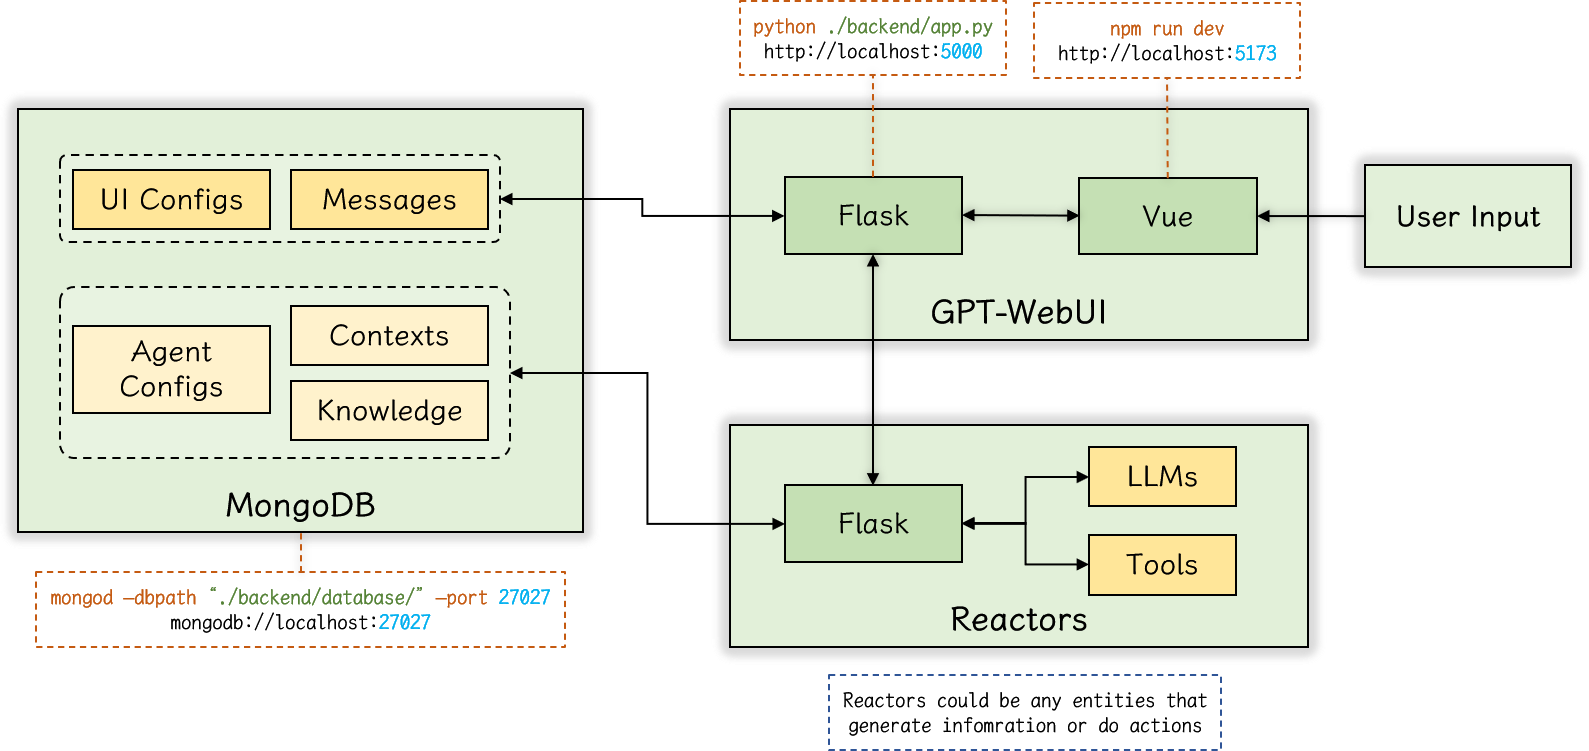 python ./backend/app.py
http://localhost:5000
npm run dev
http://localhost:5173
UI Configs
Messages
Agent
Configs
Contexts
Knowledge
MongoDB
mongod —dbpath “./backend/database/” —port 27027
mongodb://localhost:27027
Flask
Vue
GPT-WebUI
User Input
Flask
LLMs
Tools
Reactors
Reactors could be any entities that
generate infomration or do actions